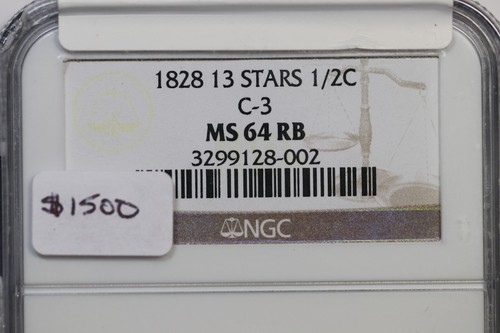 1828 13 STARS 1/2C
C-3
MS 64 RB
3299128-002
$1500
NGC